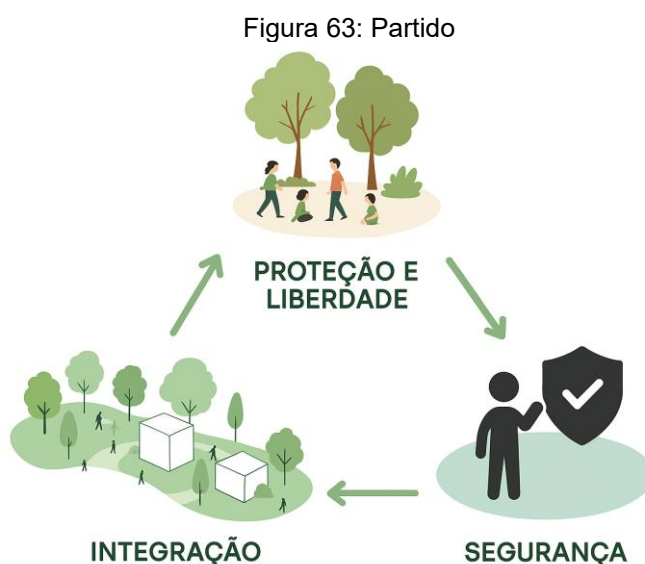 Figura 63: Partido
PROTEÇÃO E
LIBERDADE
INTEGRAÇÃO
SEGURANÇA